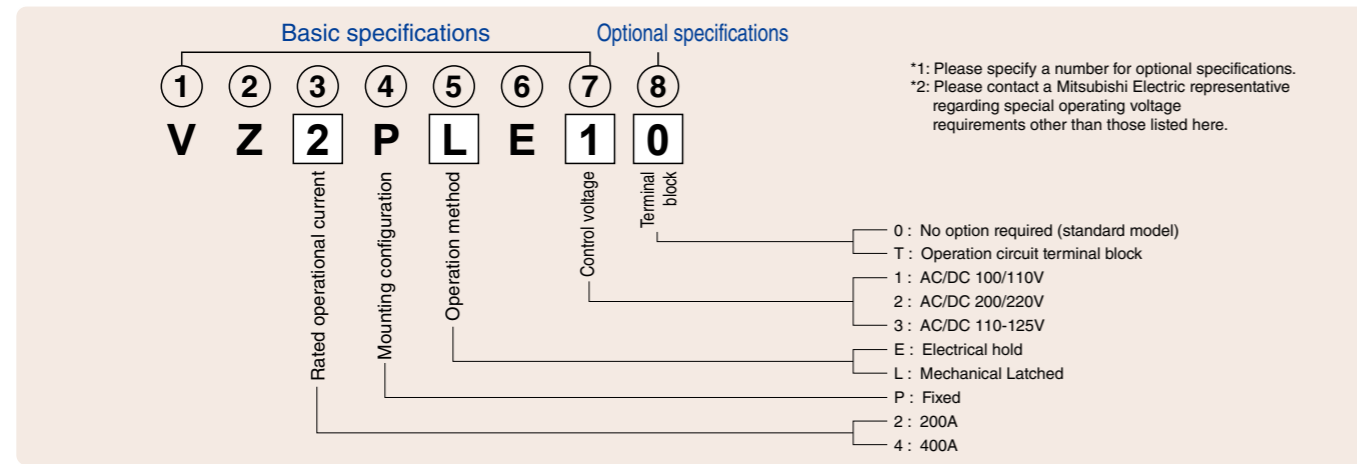 Basic specifications
Optional specifications
1 2 3 4 5 6 7 8
V Z 2 P L E 1 0
*1: Please specify a number for optional specifications.
*2: Please contact a Mitsubishi Electric representative
regarding special operating voltage
requirements other than those listed here.
Rated operational current
Mounting configuration
Operation method
Control voltage
Terminal
block
0 : No option required (standard model)
T : Operation circuit terminal block
1 : AC/DC 100/110V
2 : AC/DC 200/220V
3 : AC/DC 110-125V
E : Electrical hold
L : Mechanical Latched
P : Fixed
2 : 200A
4 : 400A